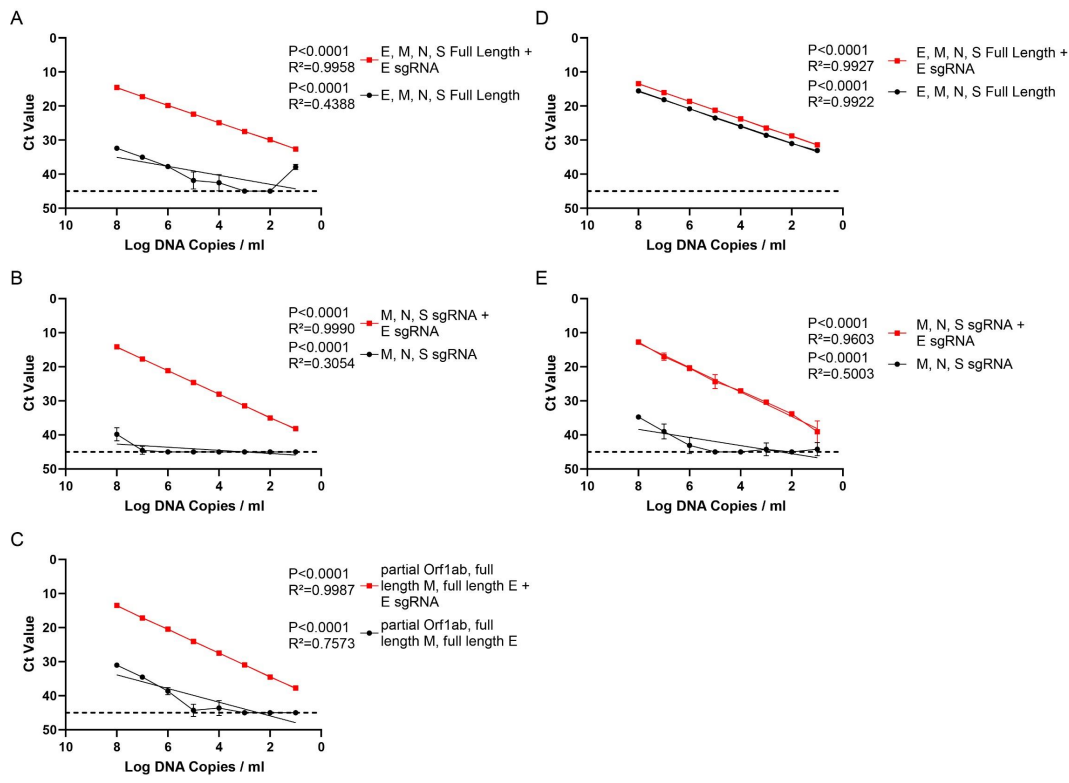 A
0
10
20
30
40
50
Ct Value
10
8
6
4
2
0
Log DNA Copies / ml
P<0.0001
R²=0.9958
E, M, N, S Full Length +
E sgRNA
P<0.0001
R²=0.4388
E, M, N, S Full Length
D
0
10
20
30
40
50
Ct Value
10
8
6
4
2
0
Log DNA Copies / ml
P<0.0001
R²=0.9927
E, M, N, S Full Length +
E sgRNA
P<0.0001
R²=0.9922
E, M, N, S Full Length
B
0
10
20
30
40
50
Ct Value
10
8
6
4
2
0
Log DNA Copies / ml
P<0.0001
R²=0.9990
M, N, S sgRNA +
E sgRNA
P<0.0001
R²=0.3054
M, N, S sgRNA
E
0
10
20
30
40
50
Ct Value
10
8
6
4
2
0
Log DNA Copies / ml
P<0.0001
R²=0.9603
M, N, S sgRNA +
E sgRNA
P<0.0001
R²=0.5003
M, N, S sgRNA
C
0
10
20
30
40
50
Ct Value
10
8
6
4
2
0
Log DNA Copies / ml
P<0.0001
R²=0.9987
partial Orf1ab, full
length M, full length E +
E sgRNA
P<0.0001
R²=0.7573
partial Orf1ab, full
length M, full length E